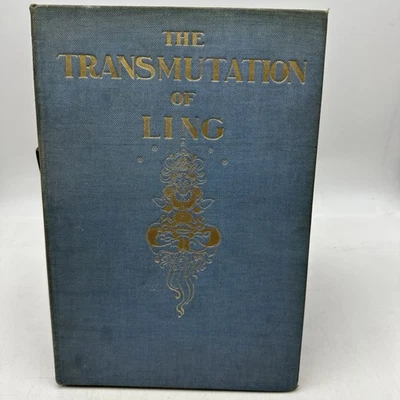 THE
TRANSMUTATION
OF
LING